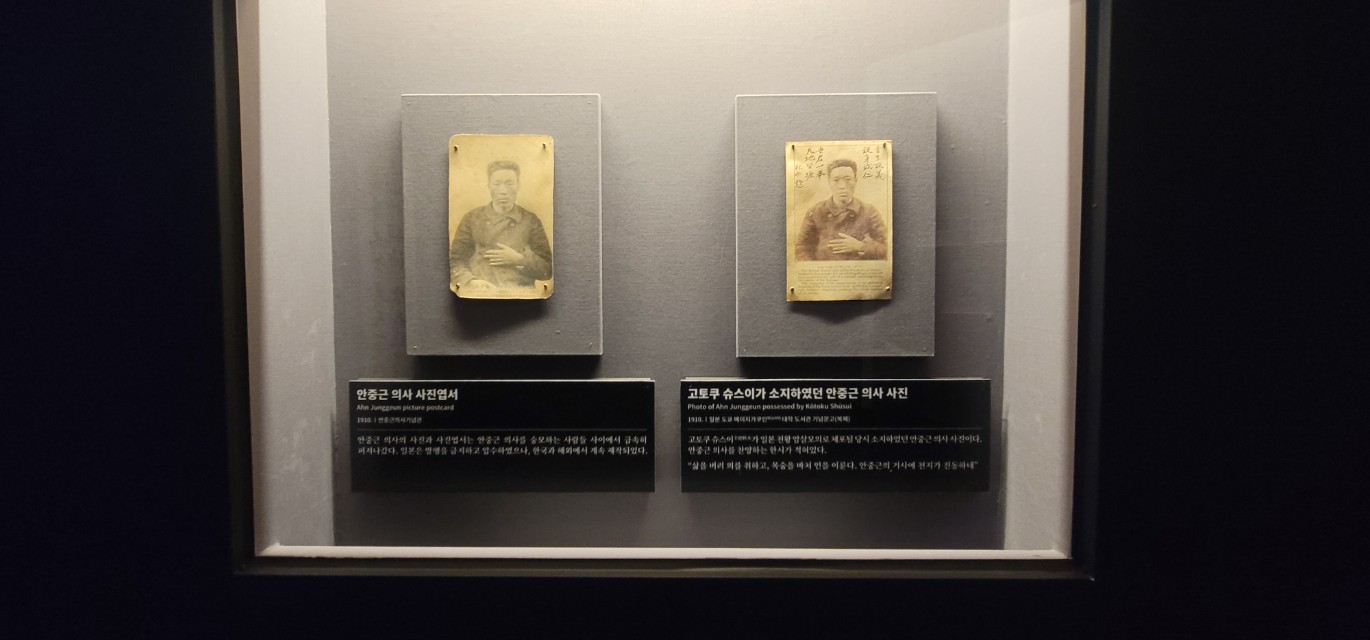 안중근 의사 사진엽서
Ahn Junggeun picture postcard
1910. | 안중근의사기념관
안중근 의사의 사진과 사진엽서는 안중근 의사를 숭모하는 사람들 사이에서 급속히
퍼져나갔다. 일본은 발행을 금지하고 압수하였으나, 한국과 해외에서 계속 제작되었다.
고토쿠 슈스이가 소지하였던 안중근 의사 사진
Photo of Ahn Junggeun possessed by Kōtoku Shūsui
1910. | 일본 도쿄 메이지가쿠인 대학 도서관 기념문고(복제)
고토쿠 슈스이가 일본 천황 암살모의로 체포될 당시 소지하였던 안중근 의사 사진이다.
안중근 의사를 찬양하는 한시가 적혀있다.
“삶을 버려 의를 취하고, 목숨을 바쳐 인을 이룬다. 안중근의 거사에 천지가 진동하네”